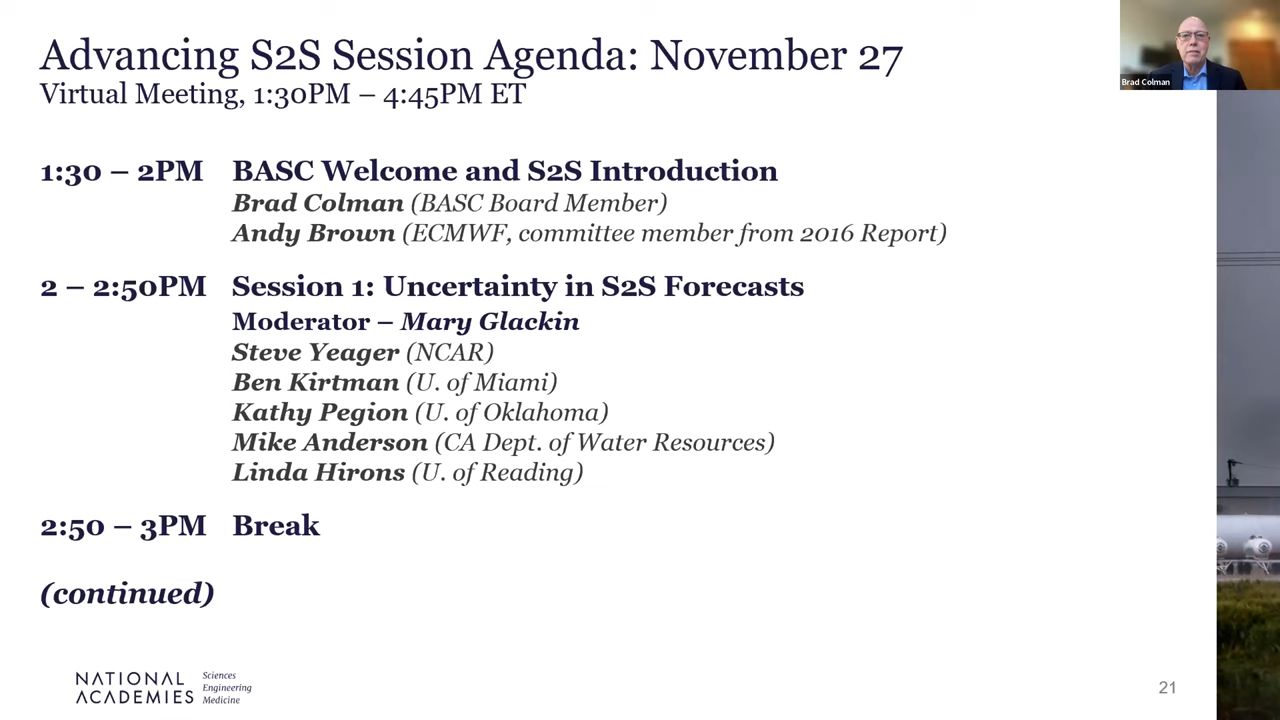 Advancing S2S Session Agenda: November 27
Virtual Meeting, 1:30PM – 4:45PM ET
Brad Colman
1:30 – 2PM BASC Welcome and S2S Introduction
Brad Colman (BASC Board Member)
Andy Brown (ECMWF, committee member from 2016 Report)
2 – 2:50PM Session 1: Uncertainty in S2S Forecasts
Moderator – Mary Glackin
Steve Yeager (NCAR)
Ben Kirtman (U. of Miami)
Kathy Pegion (U. of Oklahoma)
Mike Anderson (CA Dept. of Water Resources)
Linda Hirons (U. of Reading)
2:50 – 3PM Break
(continued)
NATIONAL ACADEMIES
Sciences
Engineering
Medicine
21